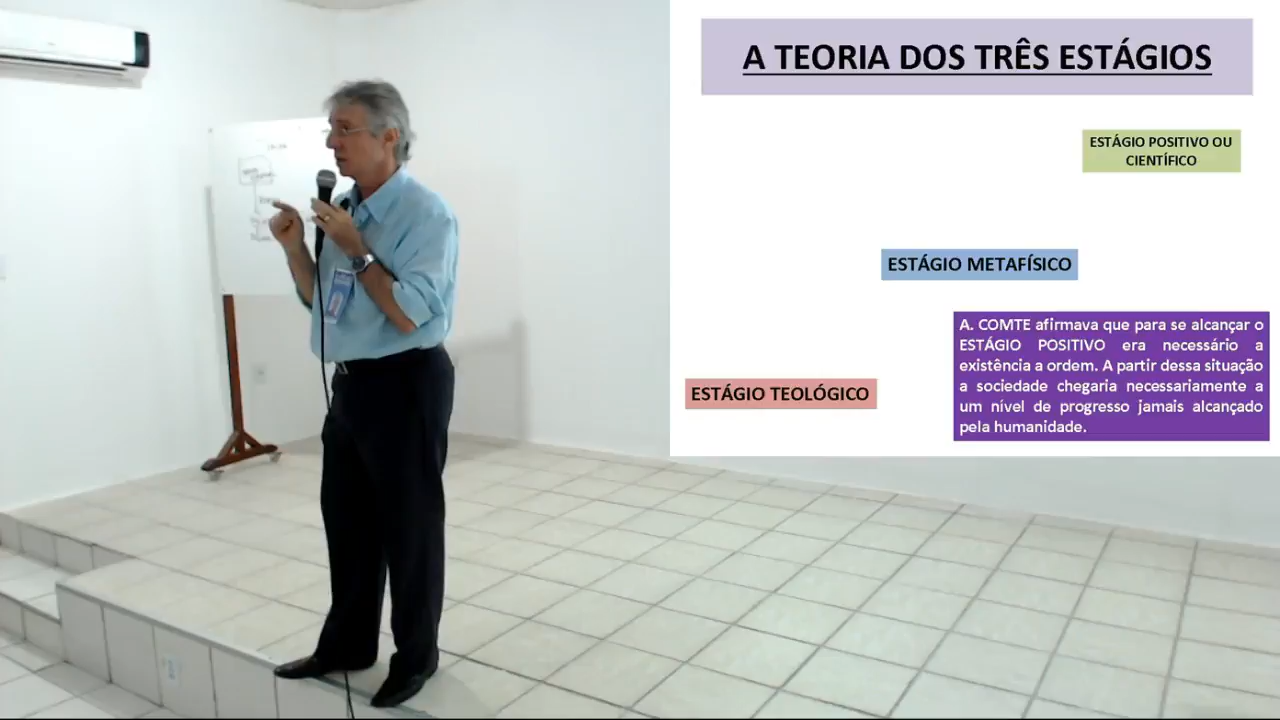 A TEORIA DOS TRÊS ESTÁGIOS
ESTÁGIO POSITIVO OU
CIENTÍFICO
ESTÁGIO METAFÍSICO
A. COMTE afirmava que para se alcançar o
ESTÁGIO POSITIVO era necessário a
existência a ordem. A partir dessa situação
a sociedade chegaria necessariamente a
um nível de progresso jamais alcançado
pela humanidade.
ESTÁGIO TEOLÓGICO